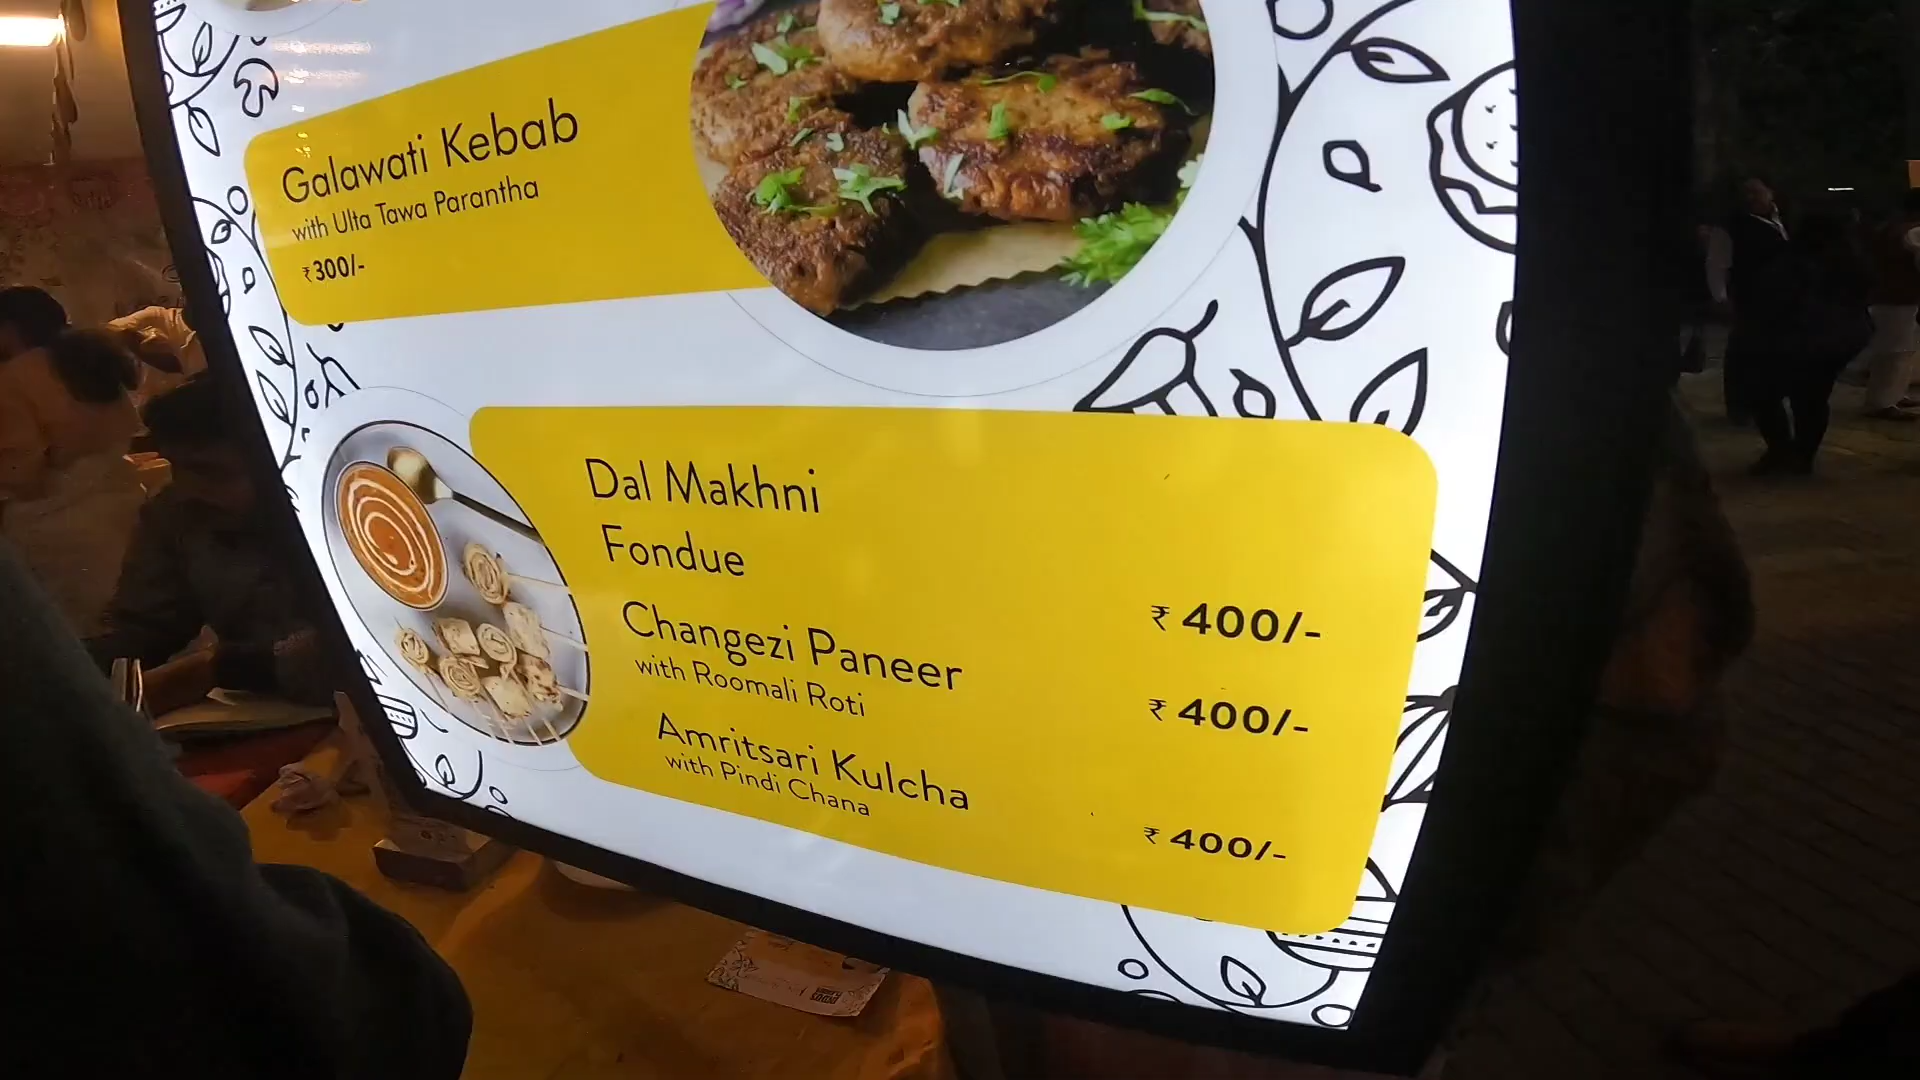 Galawati Kebab
with Ulta Tawa Parantha
₹300/-
Dal Makhni
Fondue
₹ 400/-
Changezi Paneer
with Roomali Roti
₹ 400/-
Amritsari Kulcha
with Pindi Chana
₹ 400/-